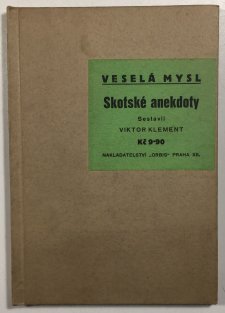 VESELÁ MYSL
Skotské anekdoty
Sestavil
VIKTOR KLEMENT
Kč 9·90
NAKLADATELSTVÍ „ORBIS“ PRAHA XII.